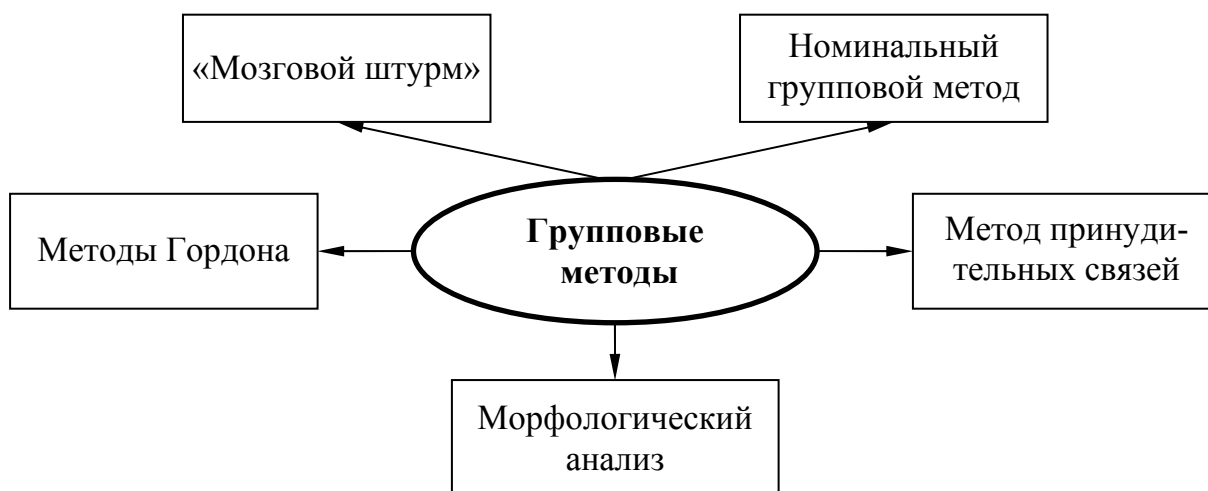 «Мозговой штурм»
Номинальный
групповой метод
Методы Гордона
Групповые
методы
Метод принуди-
тельных связей
Морфологический
анализ